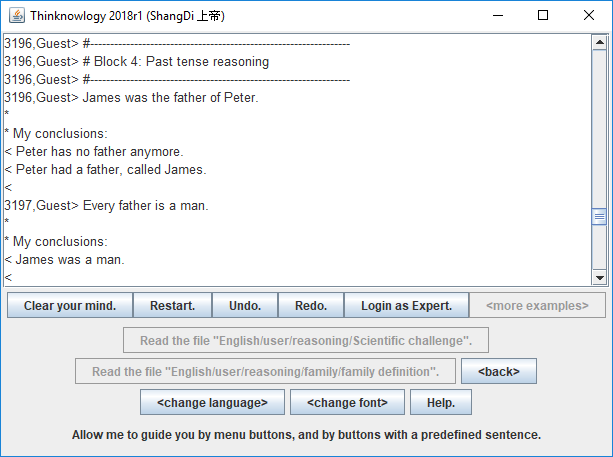 Thinknowlogy 2018r1 (ShangDi 上帝)
3196,Guest> #-----------------------------------------------------------------
3196,Guest> # Block 4: Past tense reasoning
3196,Guest> #-----------------------------------------------------------------
3196,Guest> James was the father of Peter.
*
* My conclusions:
< Peter has no father anymore.
< Peter had a father, called James.
<
3197,Guest> Every father is a man.
*
* My conclusions:
< James was a man.
<
Clear your mind. Restart. Undo. Redo. Login as Expert. <more examples>
Read the file "English/user/reasoning/Scientific challenge".
Read the file "English/user/reasoning/family/family definition". <back>
<change language> <change font> Help.
Allow me to guide you by menu buttons, and by buttons with a predefined sentence.